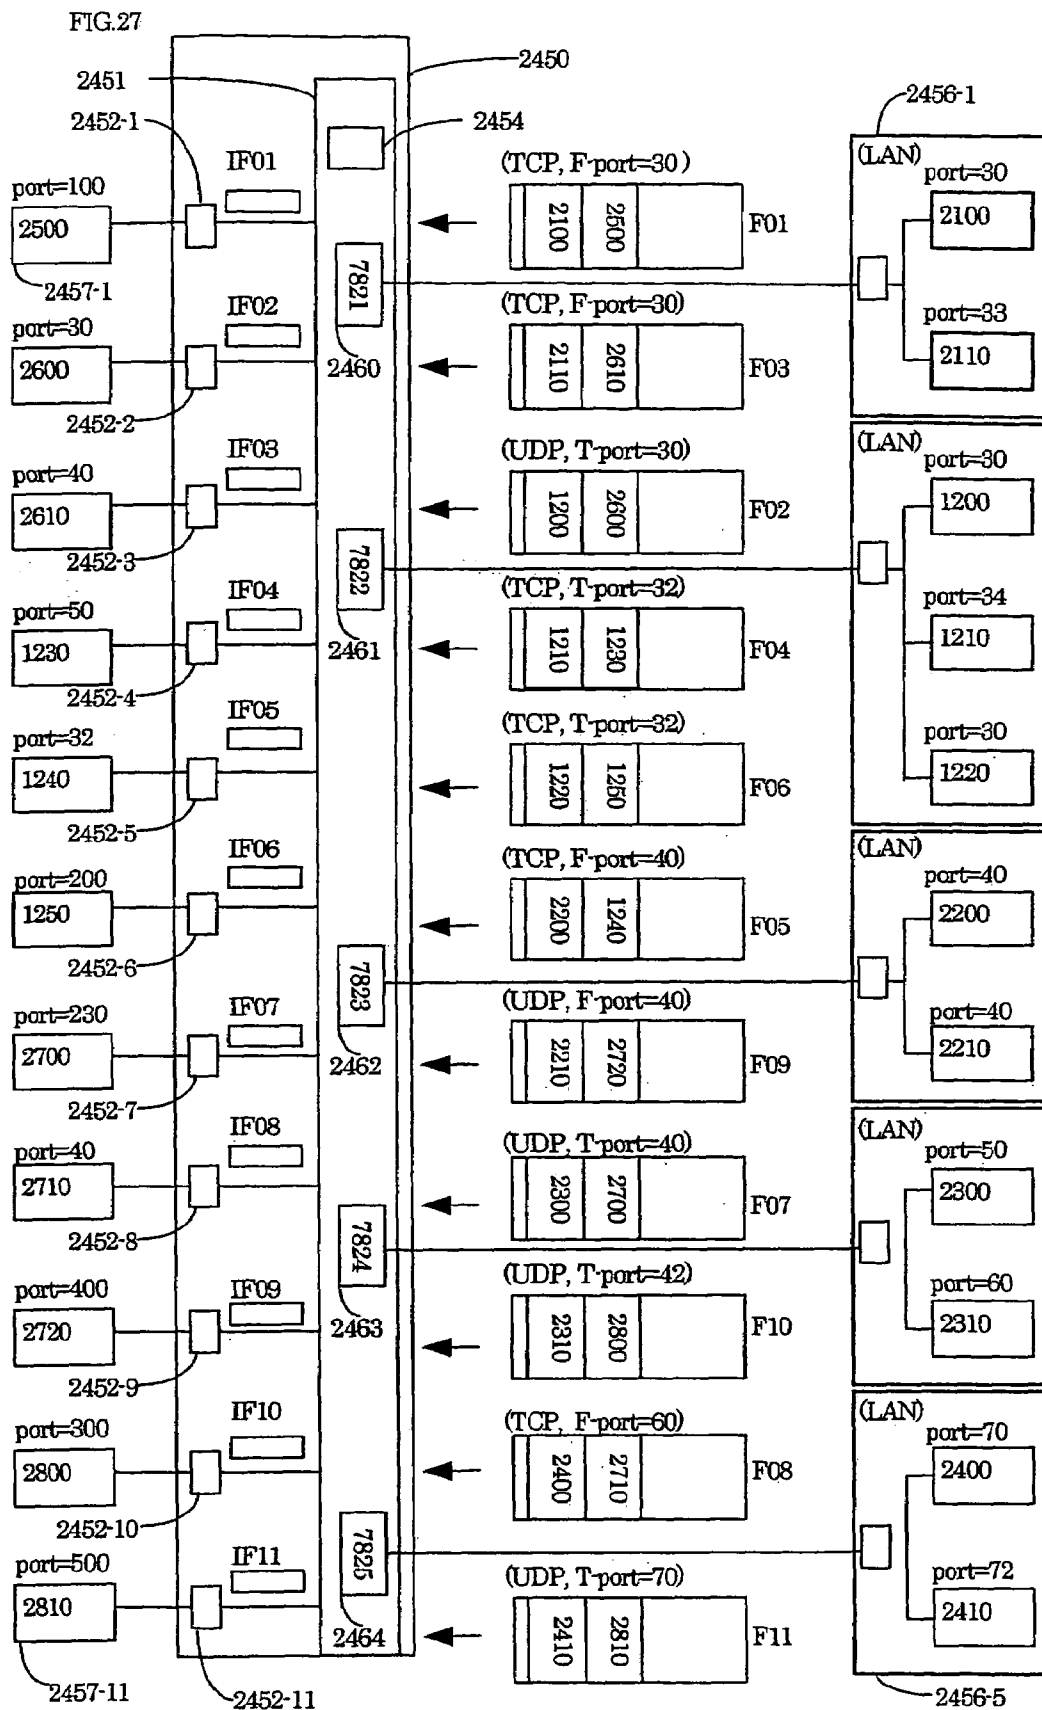 FIG.27
2450
2451
2452-1
2454
2456-1
IF01
(TCP, F-port=30 )
(LAN)
port=30
port=100
2500
2100
2500
F01
2100
2457-1
7821
IF02
(TCP, F-port=30)
port=33
port=30
2600
2460
2110
2610
F03
2110
2452-2
IF03
(UDP, T-port=30)
(LAN)
port=30
port=40
2610
1200
2600
F02
1200
2452-3
7822
IF04
(TCP, T-port=32)
port=34
port=50
1230
2461
1210
1230
F04
1210
2452-4
IF05
(TCP, T-port=32)
port=30
port=32
1240
1220
1250
F06
1220
2452-5
IF06
(TCP, F-port=40)
(LAN)
port=40
port=200
1250
2200
1240
F05
2200
2452-6
7823
IF07
(UDP, F-port=40)
port=40
port=230
2700
2462
2210
2720
F09
2210
2452-7
IF08
(UDP, T-port=40)
(LAN)
port=50
port=40
2710
2300
2700
F07
2300
2452-8
7824
IF09
(UDP, T-port=42)
port=60
port=400
2720
2463
2310
2800
F10
2310
2452-9
IF10
(TCP, F-port=60)
(LAN)
port=70
port=300
2800
2400
2710
F08
2400
2452-10
7825
IF11
(UDP, T-port=70)
port=72
port=500
2810
2464
2410
2810
F11
2410
2457-11
2452-11
2456-5